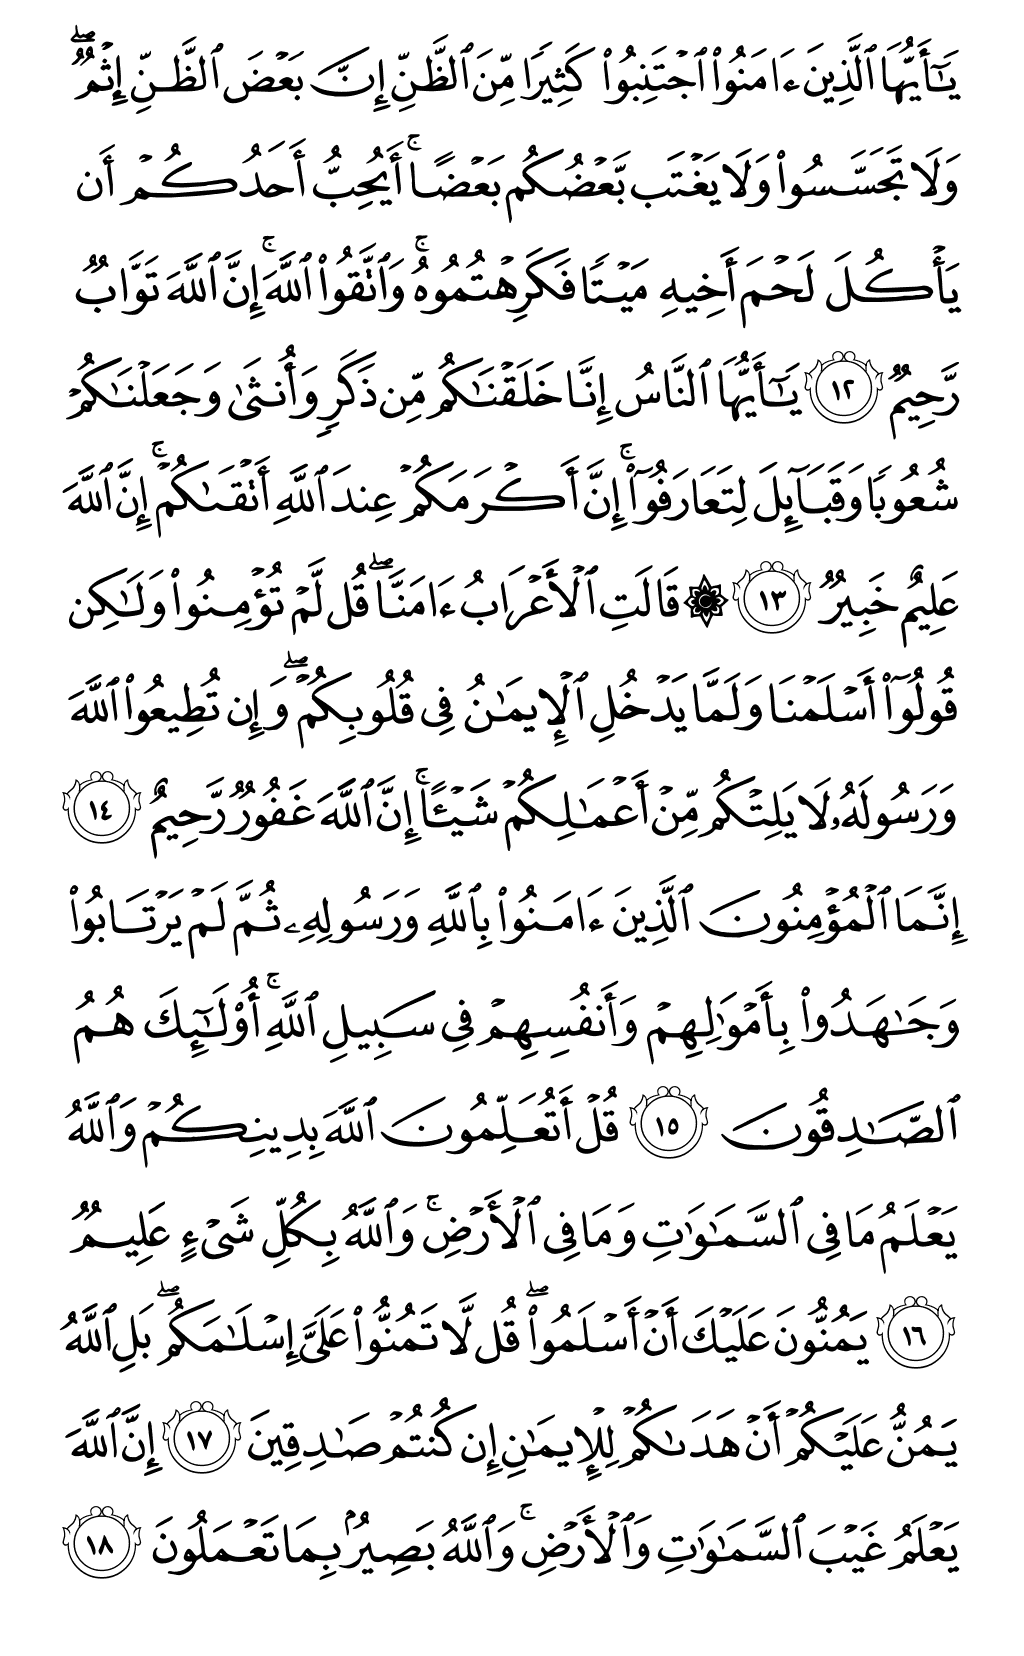 يَـٰٓأَيُّهَا ٱلَّذِينَ ءَامَنُوا۟ ٱجْتَنِبُوا۟ كَثِيرًا مِّنَ ٱلظَّنِّ إِنَّ بَعْضَ ٱلظَّنِّ إِثْمٌ ۖ
وَلَا تَجَسَّسُوا۟ وَلَا يَغْتَب بَّعْضُكُم بَعْضًا ۚ أَيُحِبُّ أَحَدُكُمْ أَن
يَأْكُلَ لَحْمَ أَخِيهِ مَيْتًا فَكَرِهْتُمُوهُ ۚ وَٱتَّقُوا۟ ٱللَّهَ ۚ إِنَّ ٱللَّهَ تَوَّابٌ
رَّحِيمٌ ١٢ يَـٰٓأَيُّهَا ٱلنَّاسُ إِنَّا خَلَقْنَـٰكُم مِّن ذَكَرٍ وَأُنثَىٰ وَجَعَلْنَـٰكُمْ
شُعُوبًا وَقَبَآئِلَ لِتَعَارَفُوٓا۟ ۚ إِنَّ أَكْرَمَكُمْ عِندَ ٱللَّهِ أَتْقَىٰكُمْ ۚ إِنَّ ٱللَّهَ
عَلِيمٌ خَبِيرٌ ١٣ ۞ قَالَتِ ٱلْأَعْرَابُ ءَامَنَّا ۖ قُل لَّمْ تُؤْمِنُوا۟ وَلَـٰكِن
قُولُوٓا۟ أَسْلَمْنَا وَلَمَّا يَدْخُلِ ٱلْإِيمَـٰنُ فِى قُلُوبِكُمْ ۖ وَإِن تُطِيعُوا۟ ٱللَّهَ
وَرَسُولَهُۥ لَا يَلِتْكُم مِّنْ أَعْمَـٰلِكُمْ شَيْـًٔا ۚ إِنَّ ٱللَّهَ غَفُورٌ رَّحِيمٌ ١٤
إِنَّمَا ٱلْمُؤْمِنُونَ ٱلَّذِينَ ءَامَنُوا۟ بِٱللَّهِ وَرَسُولِهِۦ ثُمَّ لَمْ يَرْتَابُوا۟
وَجَـٰهَدُوا۟ بِأَمْوَٰلِهِمْ وَأَنفُسِهِمْ فِى سَبِيلِ ٱللَّهِ ۚ أُو۟لَـٰٓئِكَ هُمُ
ٱلصَّـٰدِقُونَ ١٥ قُلْ أَتُعَلِّمُونَ ٱللَّهَ بِدِينِكُمْ وَٱللَّهُ
يَعْلَمُ مَا فِى ٱلسَّمَـٰوَٰتِ وَمَا فِى ٱلْأَرْضِ ۚ وَٱللَّهُ بِكُلِّ شَىْءٍ عَلِيمٌ
١٦ يَمُنُّونَ عَلَيْكَ أَنْ أَسْلَمُوا۟ ۖ قُل لَّا تَمُنُّوا۟ عَلَىَّ إِسْلَـٰمَكُم ۖ بَلِ ٱللَّهُ
يَمُنُّ عَلَيْكُمْ أَنْ هَدَىٰكُمْ لِلْإِيمَـٰنِ إِن كُنتُمْ صَـٰدِقِينَ ١٧ إِنَّ ٱللَّهَ
يَعْلَمُ غَيْبَ ٱلسَّمَـٰوَٰتِ وَٱلْأَرْضِ ۚ وَٱللَّهُ بَصِيرٌۢ بِمَا تَعْمَلُونَ ١٨